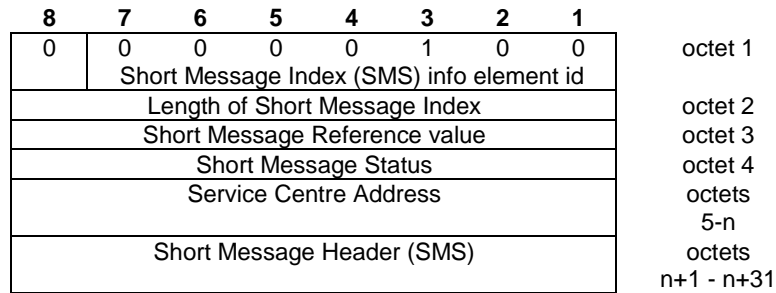 8 7 6 5 4 3 2 1
0 0 0 0 0 1 0 0 octet 1
Short Message Index (SMS) info element id
Length of Short Message Index octet 2
Short Message Reference value octet 3
Short Message Status octet 4
Service Centre Address octets
5-n
Short Message Header (SMS) octets
n+1 - n+31